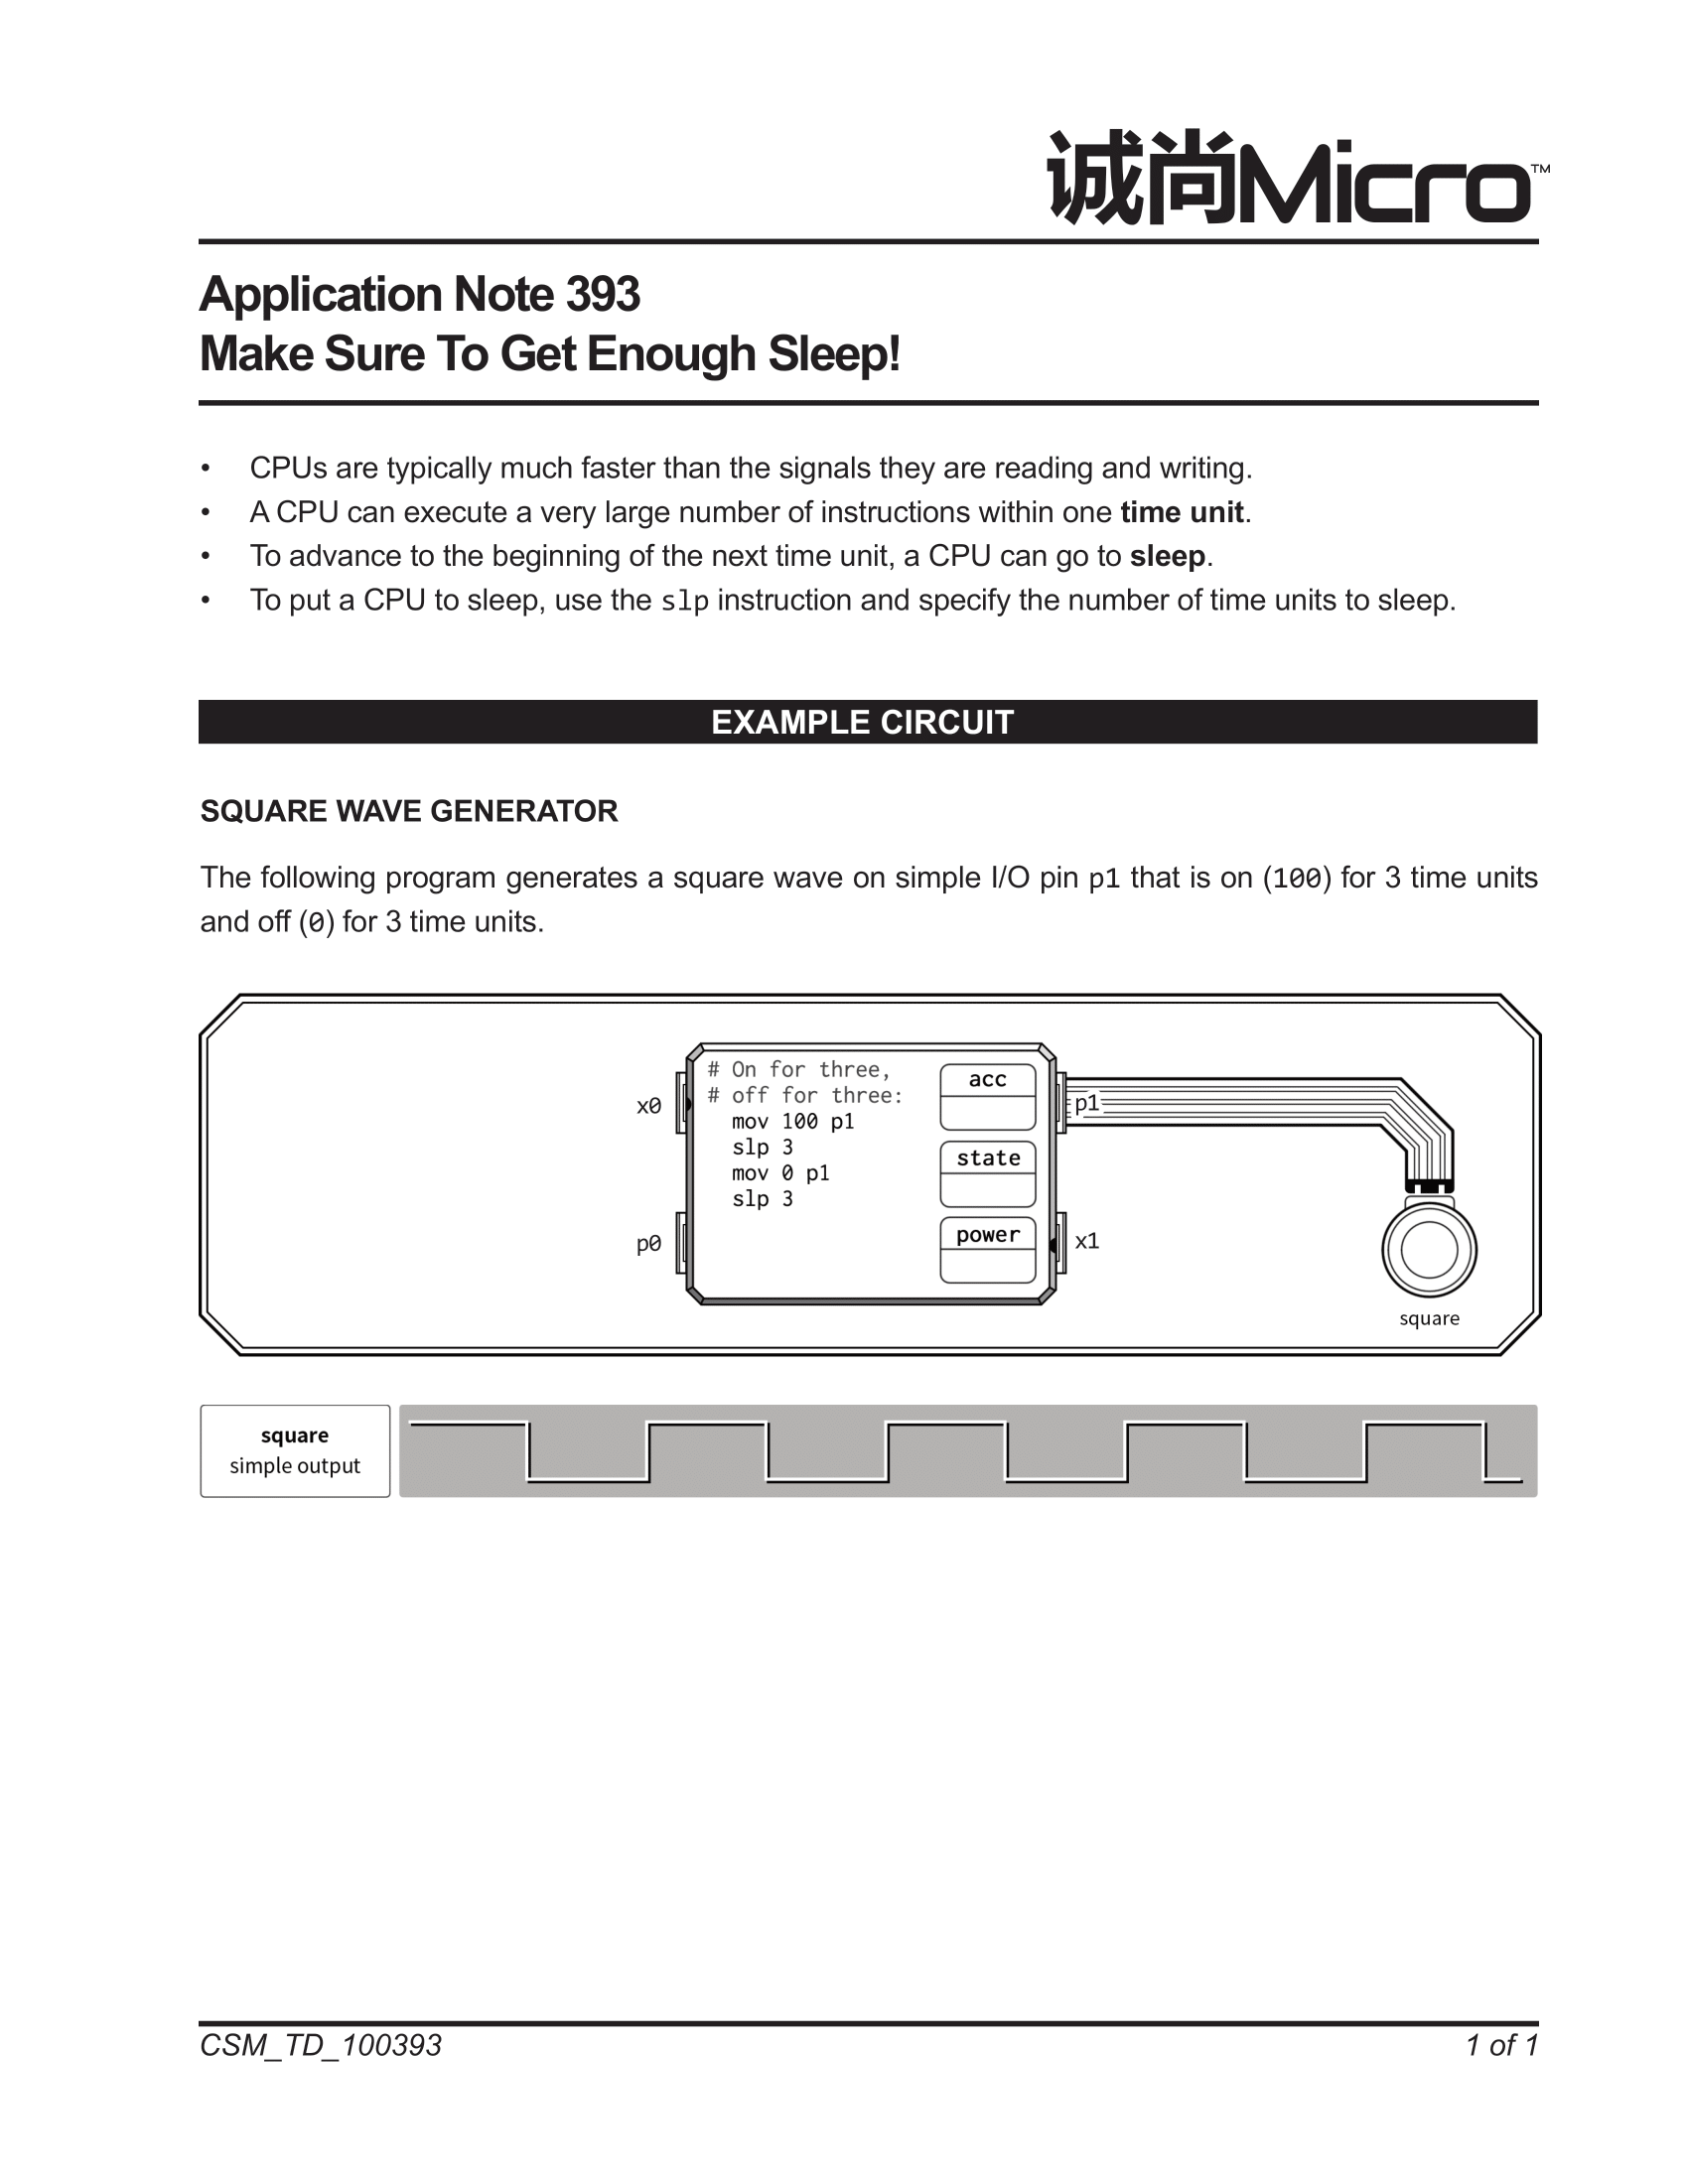 诚尚Micro™
Application Note 393
Make Sure To Get Enough Sleep!
• CPUs are typically much faster than the signals they are reading and writing.
• A CPU can execute a very large number of instructions within one time unit.
• To advance to the beginning of the next time unit, a CPU can go to sleep.
• To put a CPU to sleep, use the slp instruction and specify the number of time units to sleep.
EXAMPLE CIRCUIT
SQUARE WAVE GENERATOR
The following program generates a square wave on simple I/O pin p1 that is on (100) for 3 time units
and off (0) for 3 time units.
x0
p0
# On for three,
# off for three:
mov 100 p1
slp 3
mov 0 p1
slp 3
acc
state
power
p1
x1
square
square
simple output
CSM_TD_100393
1 of 1